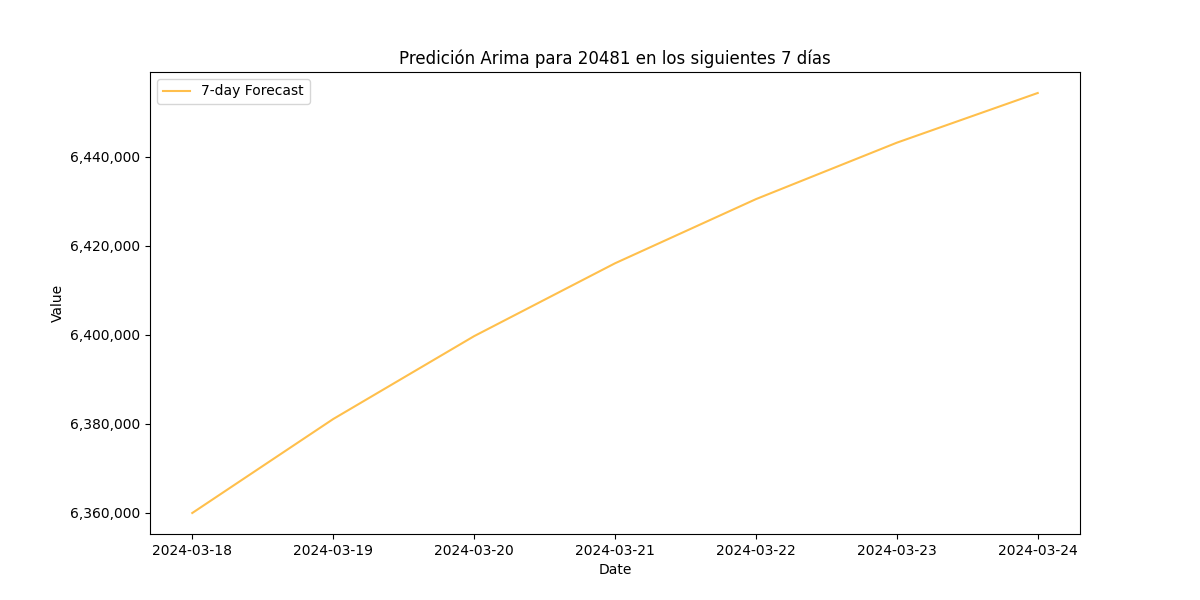 Predición Arima para 20481 en los siguientes 7 días
7-day Forecast
6,440,000
6,420,000
6,400,000
6,380,000
6,360,000
Value
2024-03-18 2024-03-19 2024-03-20 2024-03-21 2024-03-22 2024-03-23 2024-03-24
Date